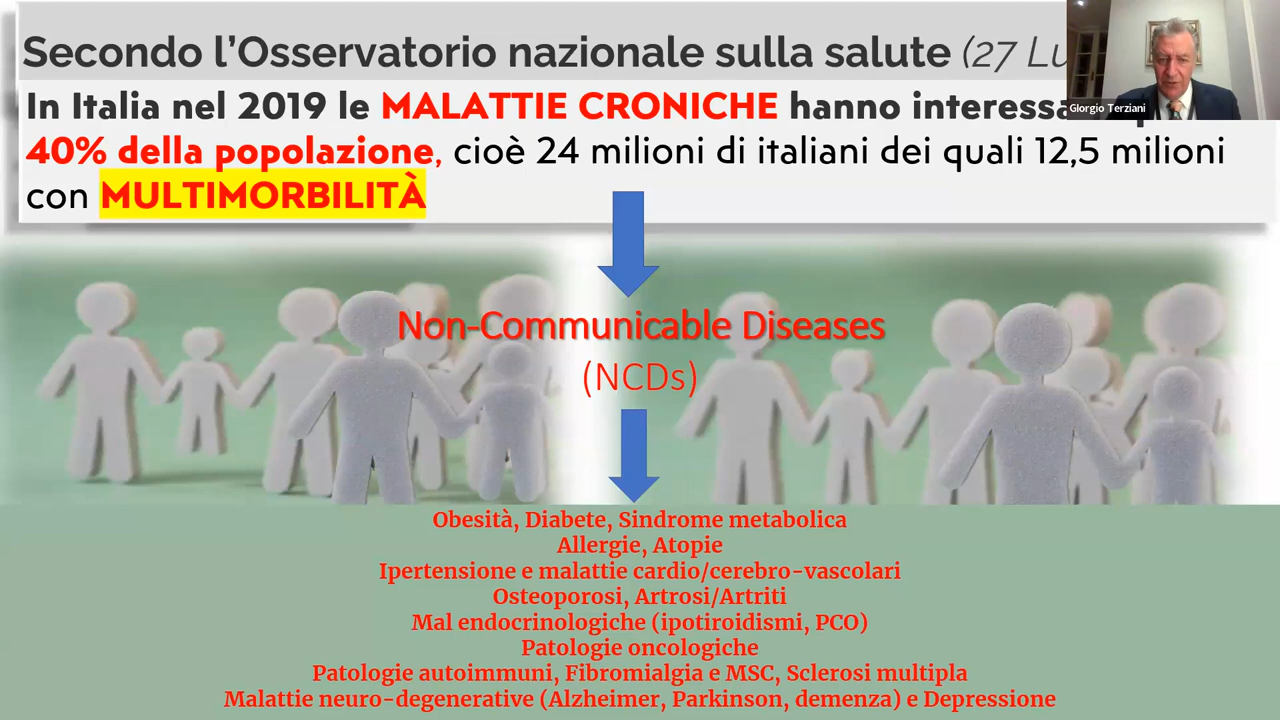 Secondo l'Osservatorio nazionale sulla salute (27 Lu
Giorgio Terziani
In Italia nel 2019 le MALATTIE CRONICHE hanno interessa
40% della popolazione, cioè 24 milioni di italiani dei quali 12,5 milioni
con MULTIMORBILITÀ
Non-Communicable Diseases
(NCDs)
Obesità, Diabete, Sindrome metabolica
Allergie, Atopie
Ipertensione e malattie cardio/cerebro-vascolari
Osteoporosi, Artrosi/Artriti
Mal endocrinologiche (ipotiroidismi, PCO)
Patologie oncologiche
Patologie autoimmuni, Fibromialgia e MSC, Sclerosi multipla
Malattie neuro-degenerative (Alzheimer, Parkinson, demenza) e Depressione